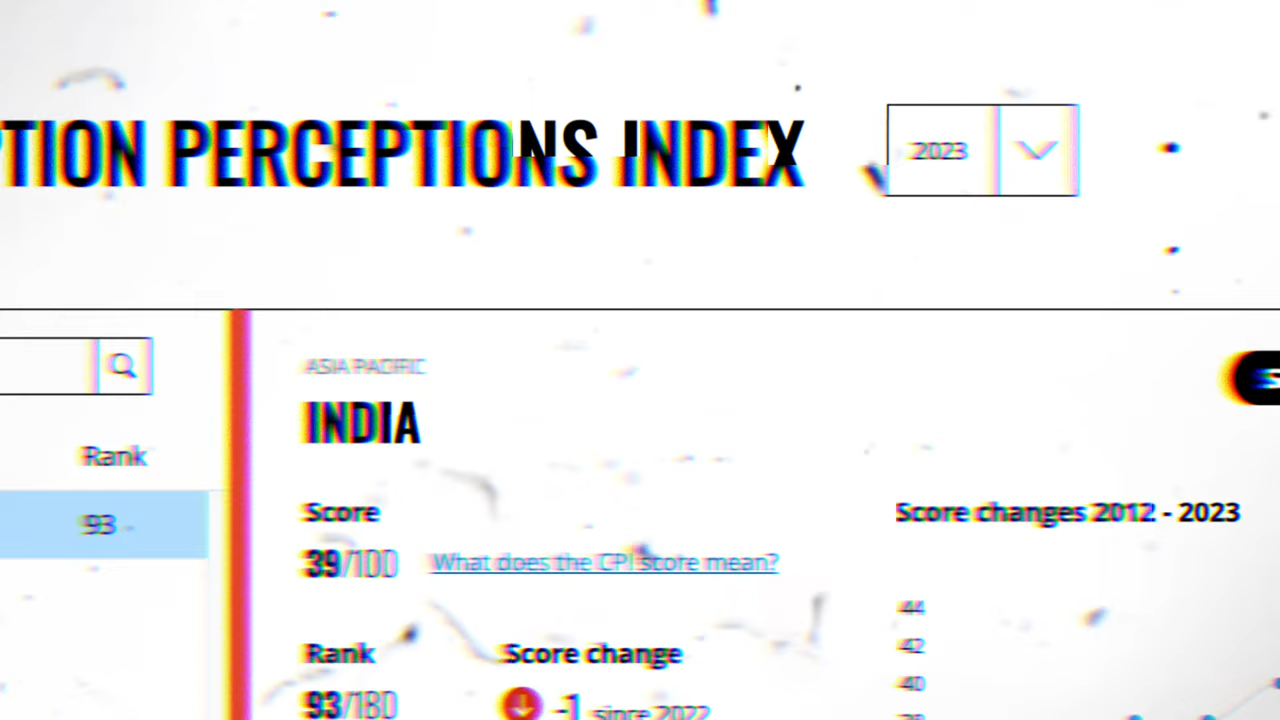 TION PERCEPTIONS INDEX
2023
ASIA PACIFIC
INDIA
Rank
93 -
Score
39/100 What does the CPI score mean?
Score changes 2012 - 2023
44
42
40
Rank
Score change
93/180
-1 since 2022